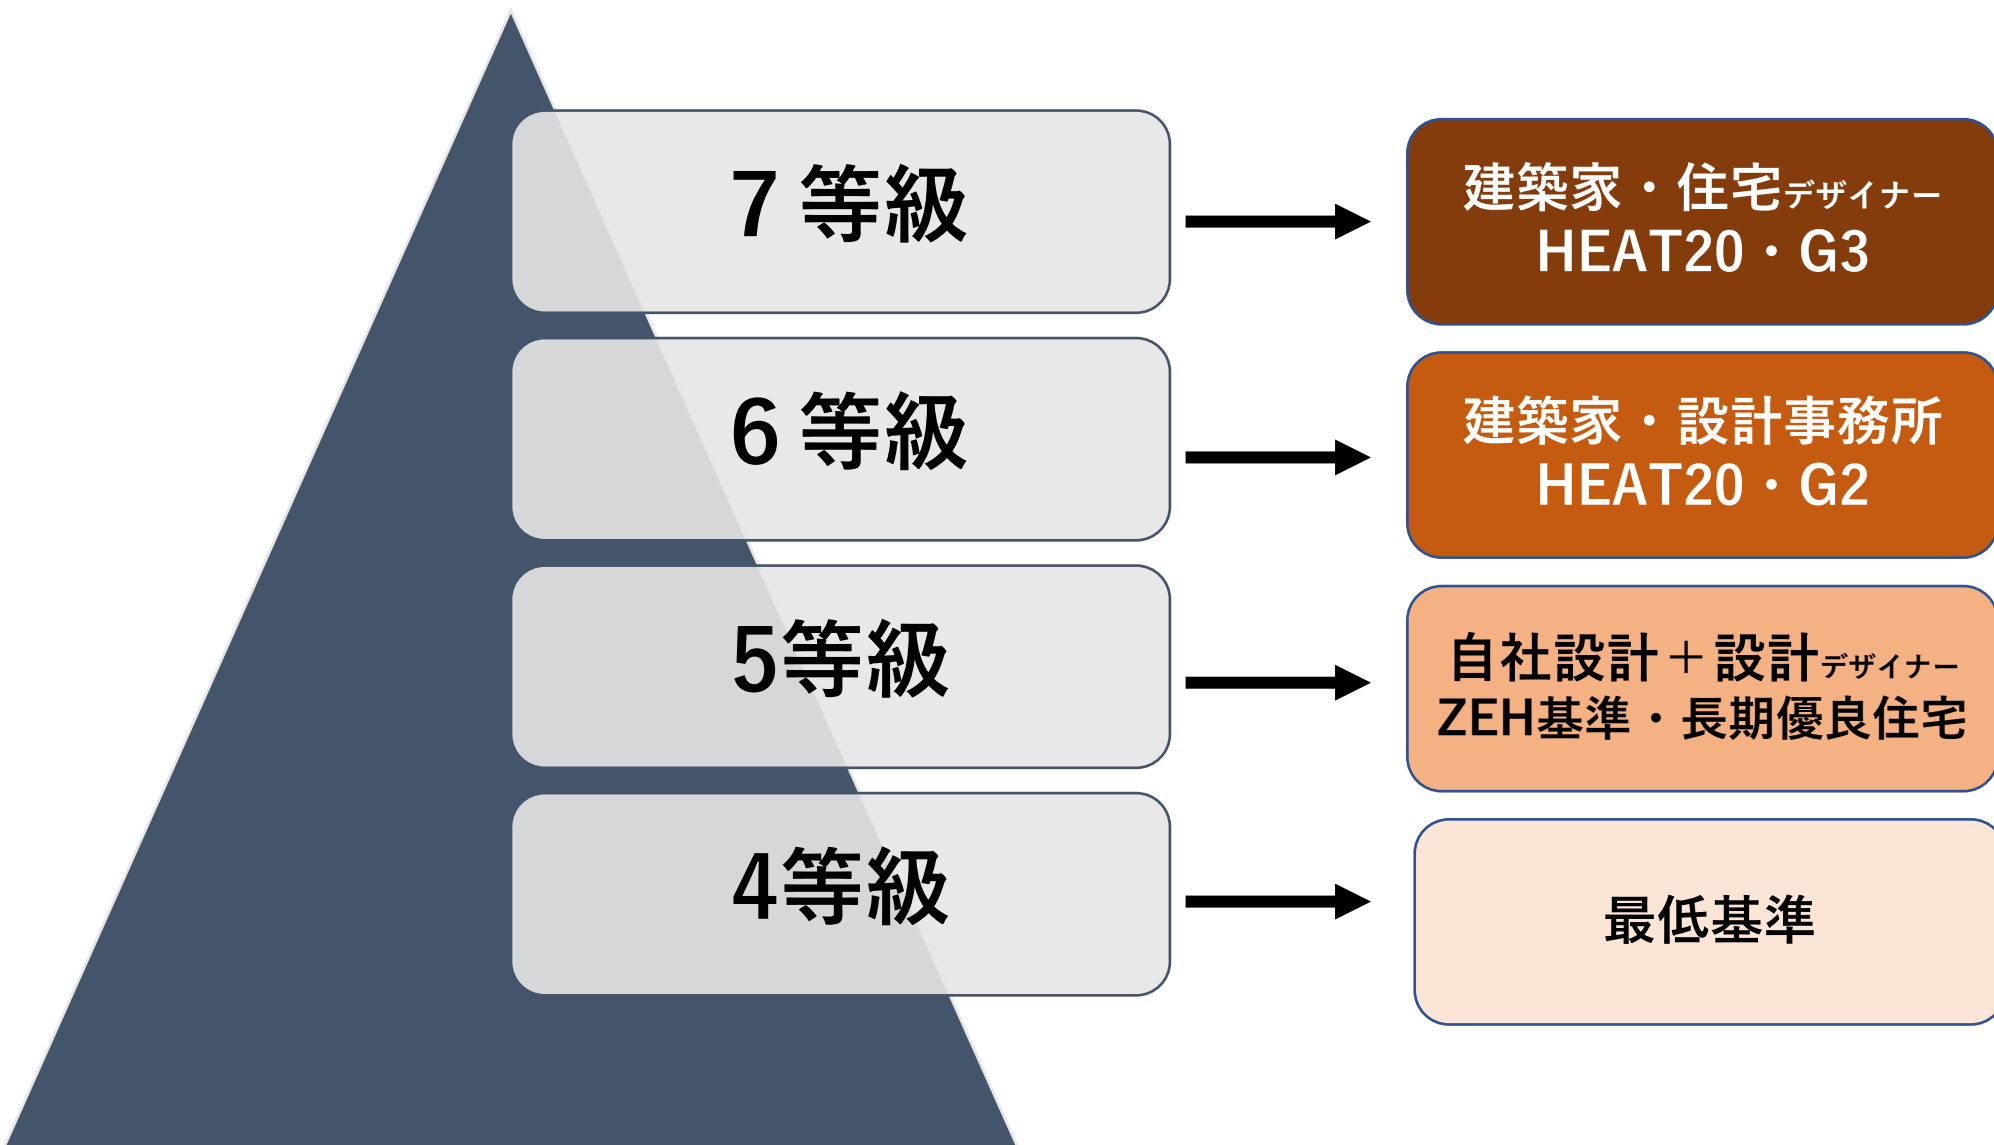 7 等級
建築家・住宅デザイナー
HEAT20・G3
6 等級
建築家・設計事務所
HEAT20・G2
5等級
自社設計＋設計デザイナー
ZEH基準・長期優良住宅
4等級
最低基準